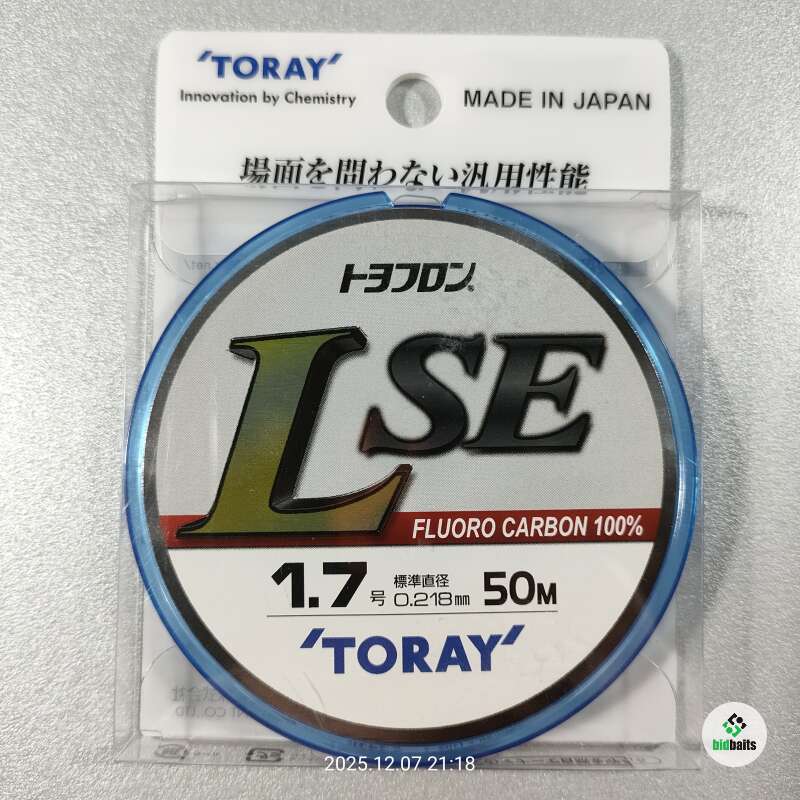 'TORAY'
Innovation by Chemistry
MADE IN JAPAN
場面を問わない汎用性能
トヨフロン®
LSE
FLUORO CARBON 100%
1.7号 標準直径 0.218mm 50M
'TORAY'
2025.12.07 21:18
bidbaits